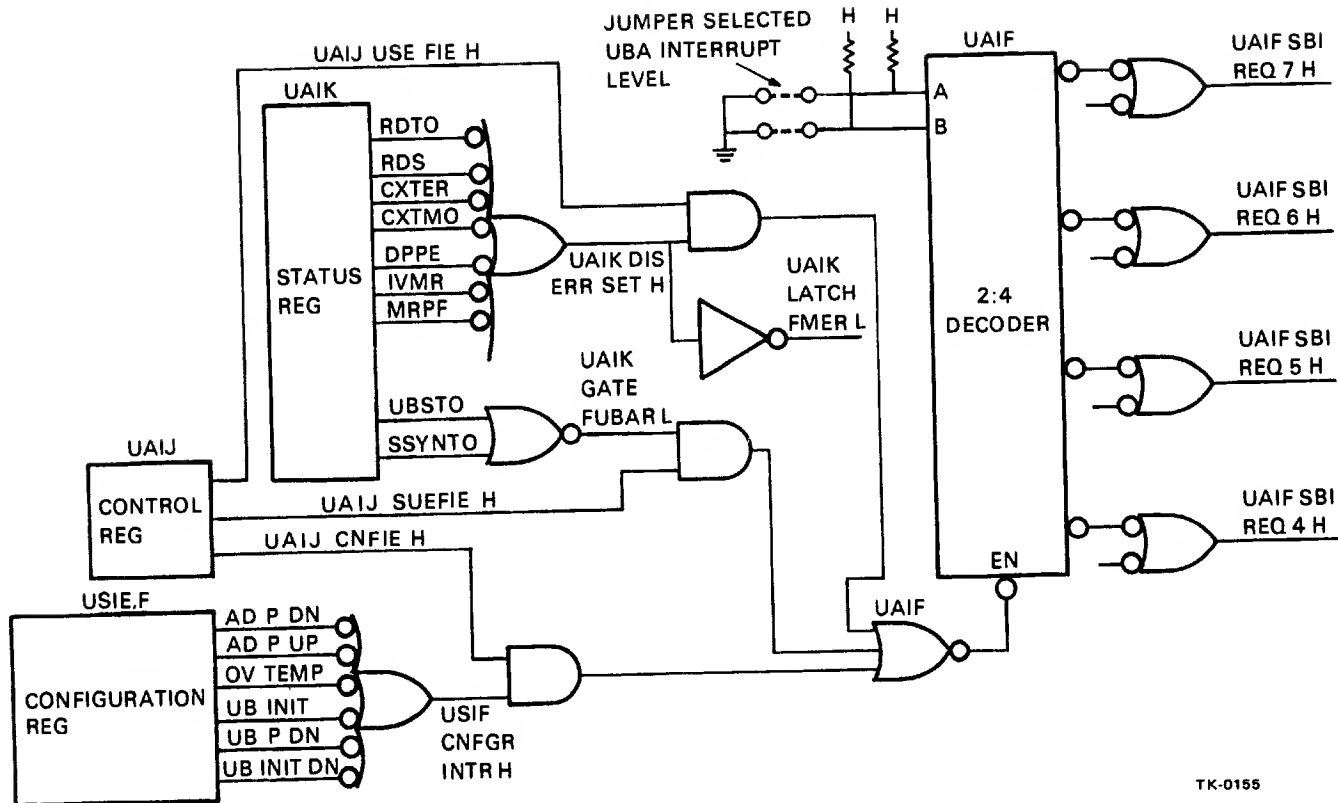 JUMPER SELECTED
UBA INTERRUPT
LEVEL
H
H
UAIF
UAIF SBI
REQ 7 H
UAIJ USE FIE H
UAIK
A
B
RDTO
RDS
CXTER
CXTMO
DPPE
IVMR
MRPF
STATUS
REG
UAIK DIS
ERR SET H
UAIK
LATCH
FMER L
2:4
DECODER
UAIF SBI
REQ 6 H
UAIF SBI
REQ 5 H
UAIK
GATE
FUBAR L
UBSTO
SSYNTO
UAIJ
CONTROL
REG
UAIJ SUEFIE H
UAIJ CNFIE H
UAIF SBI
REQ 4 H
EN
UAIF
USIE,F
CONFIGURATION
REG
AD P DN
AD P UP
OV TEMP
UB INIT
UB P DN
UB INIT DN
USIF
CNFGR
INTR H
TK-0155